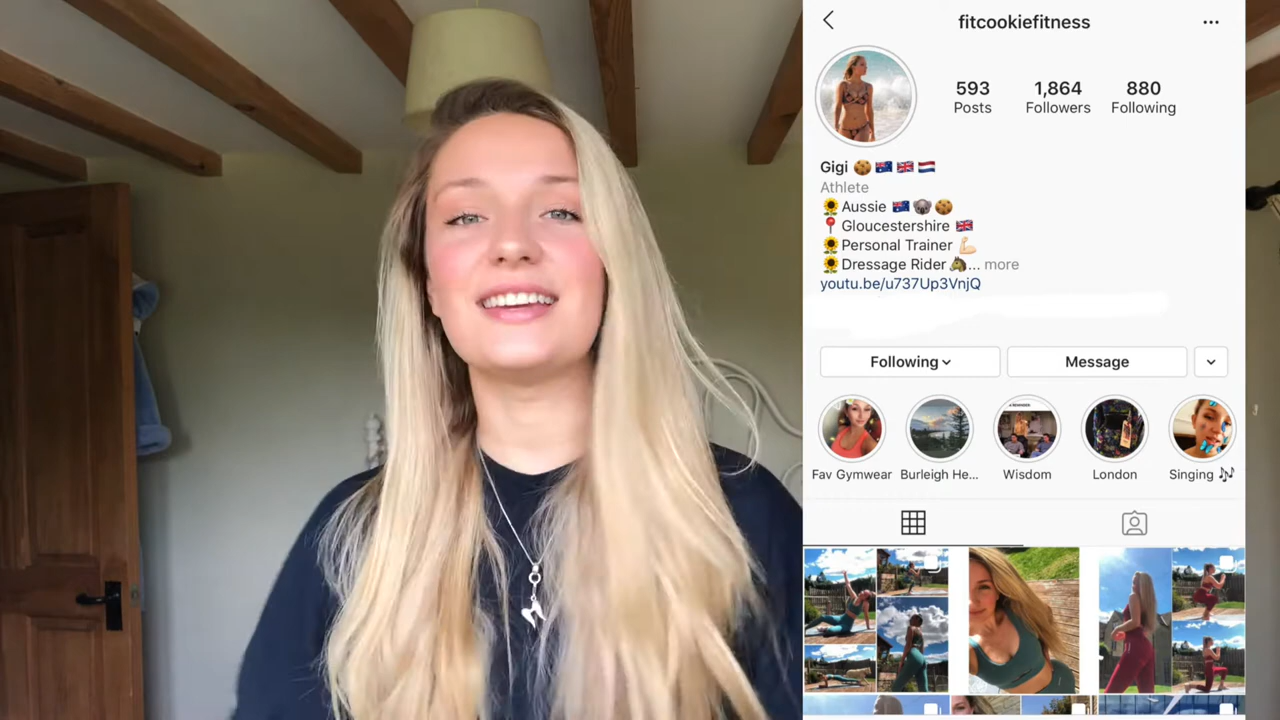 fitcookiefitness
593 1,864 880
Posts Followers Following
Gigi 🍪 🇦🇺 🇬🇧 🇳🇱
Athlete
🌻Aussie 🇦🇺 🐨 🍪
📍Gloucestershire 🇬🇧
🌻Personal Trainer 💪🏻
🌻Dressage Rider 🐴... more
youtu.be/u737Up3VnjQ
Following Message
Fav Gymwear Burleigh He... Wisdom London Singing 🎶